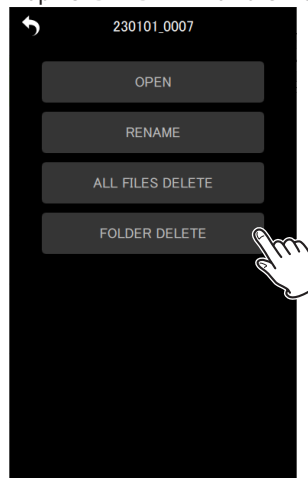 230101_0007
OPEN
RENAME
ALL FILES DELETE
FOLDER DELETE